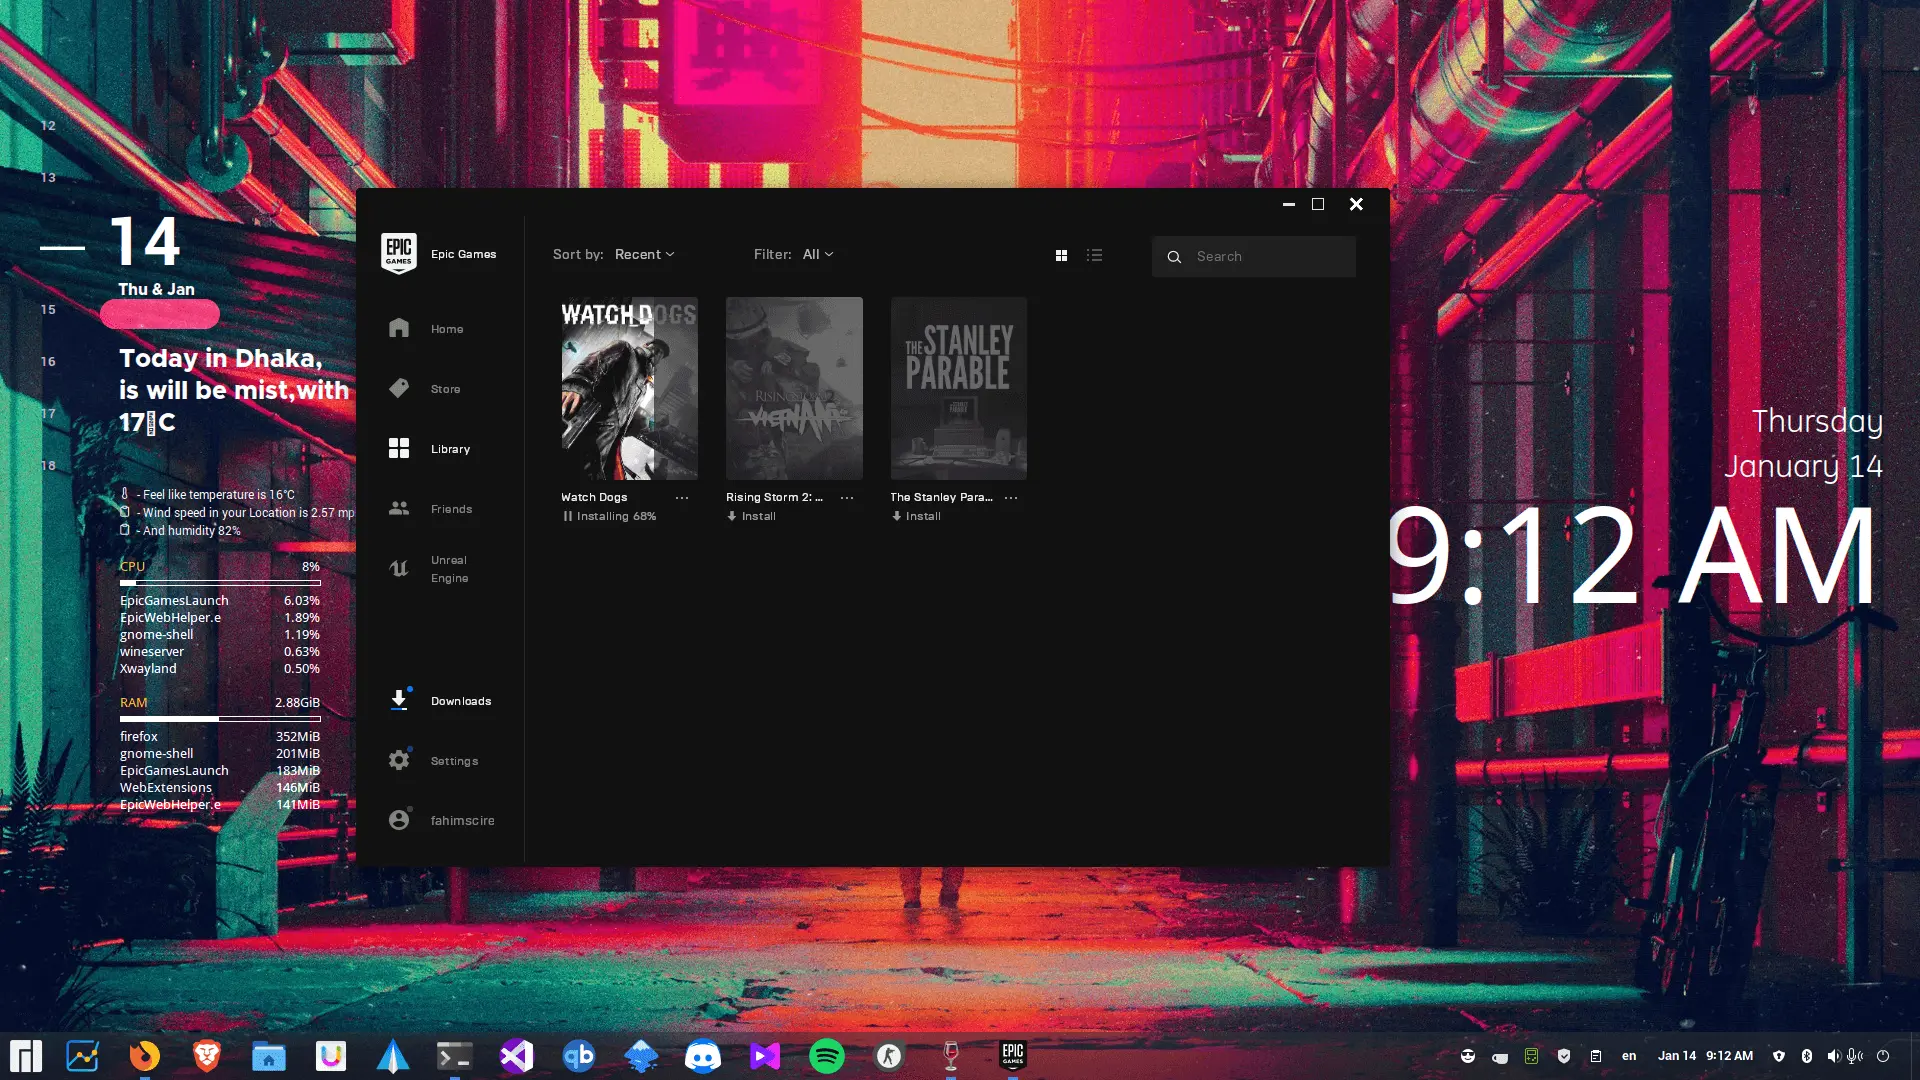 12
13
14
Thu & Jan
15
16
17
18
Today in Dhaka,
is will be mist,with
17 C
- Feel like temperature is 16°C
- Wind speed in your Location is 2.57 mp
- And humidity 82%
CPU 8%
EpicGamesLaunch 6.03%
EpicWebHelper.e 1.89%
gnome-shell 1.19%
wineserver 0.63%
Xwayland 0.50%
RAM 2.88GiB
firefox 352MiB
gnome-shell 201MiB
EpicGamesLaunch 183MiB
WebExtensions 146MiB
EpicWebHelper.e 141MiB
EPIC
GAMES
Epic Games
Home
Store
Library
Friends
Unreal
Engine
Downloads
Settings
fahimscire
Sort by: Recent
Filter: All
Search
WATCH_DOGS
RISING STORM 2
VIETNAM
THE STANLEY
PARABLE
Watch Dogs ...
Installing 68%
Rising Storm 2: ... ...
Install
The Stanley Para... ...
Install
Thursday
January 14
9:12 AM
qb
EPIC
GAMES
en
Jan 14 9:12 AM